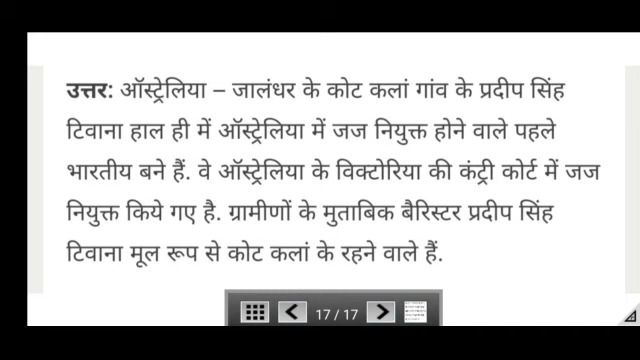 उत्तर: ऑस्ट्रेलिया – जालंधर के कोट कलां गांव के प्रदीप सिंह
टिवाना हाल ही में ऑस्ट्रेलिया में जज नियुक्त होने वाले पहले
भारतीय बने हैं. वे ऑस्ट्रेलिया के विक्टोरिया की कंट्री कोर्ट में जज
नियुक्त किये गए है. ग्रामीणों के मुताबिक बैरिस्टर प्रदीप सिंह
टिवाना मूल रूप से कोट कलां के रहने वाले हैं.
17 / 17